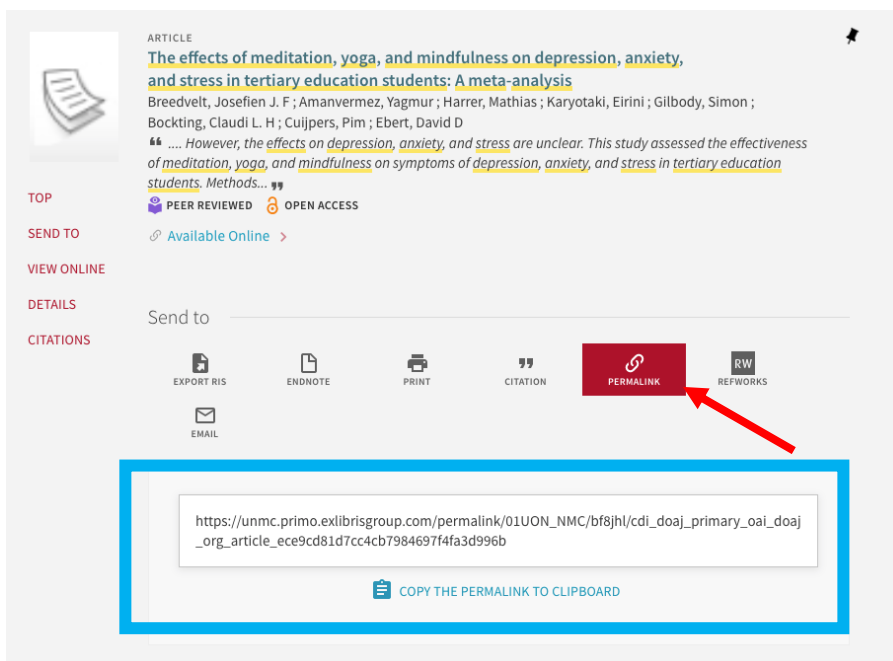 ARTICLE
The effects of meditation, yoga, and mindfulness on depression, anxiety,
and stress in tertiary education students: A meta-analysis
Breedvelt, Josefien J. F ; Amanvermez, Yagmur ; Harrer, Mathias ; Karyotaki, Eirini ; Gilbody, Simon ;
Bockting, Claudi L. H ; Cuijpers, Pim ; Ebert, David D
❝ .... However, the effects on depression, anxiety, and stress are unclear. This study assessed the effectiveness
of meditation, yoga, and mindfulness on symptoms of depression, anxiety, and stress in tertiary education
students. Methods... ❞
PEER REVIEWED OPEN ACCESS
Available Online >
TOP
SEND TO
VIEW ONLINE
DETAILS
CITATIONS
Send to
EXPORT RIS
ENDNOTE
PRINT
CITATION
PERMALINK
RW
REFWORKS
EMAIL
https://unmc.primo.exlibrisgroup.com/permalink/01UON_NMC/bf8jhl/cdi_doaj_primary_oai_doaj
_org_article_ece9cd81d7cc4cb7984697f4fa3d996b
COPY THE PERMALINK TO CLIPBOARD